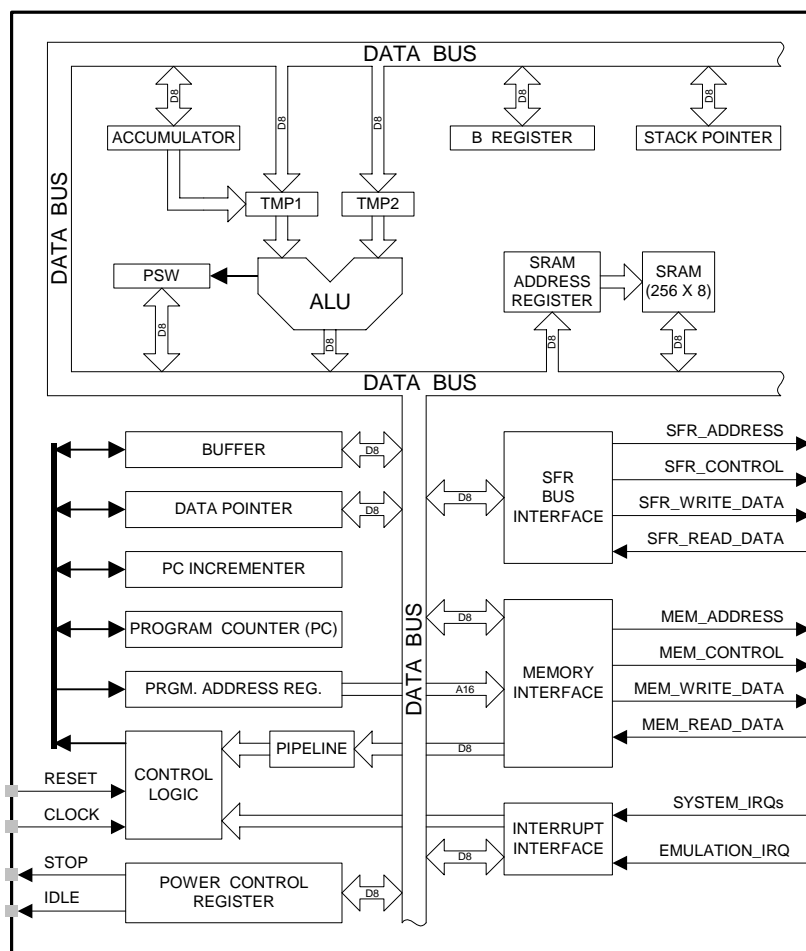 DATA BUS
D8
D8
D8
D8
D8
ACCUMULATOR
B REGISTER
STACK POINTER
DATA BUS
TMP1
TMP2
PSW
ALU
SRAM
ADDRESS
REGISTER
SRAM
(256 X 8)
D8
D8
D8
D8
DATA BUS
BUFFER
D8
DATA POINTER
D8
PC INCREMENTER
PROGRAM COUNTER (PC)
PRGM. ADDRESS REG.
A16
DATA BUS
D8
SFR
BUS
INTERFACE
SFR_ADDRESS
SFR_CONTROL
SFR_WRITE_DATA
SFR_READ_DATA
D8
MEMORY
INTERFACE
MEM_ADDRESS
MEM_CONTROL
MEM_WRITE_DATA
MEM_READ_DATA
CONTROL
LOGIC
PIPELINE
D8
RESET
CLOCK
INTERRUPT
INTERFACE
SYSTEM_IRQs
EMULATION_IRQ
D8
STOP
IDLE
POWER CONTROL
REGISTER
D8